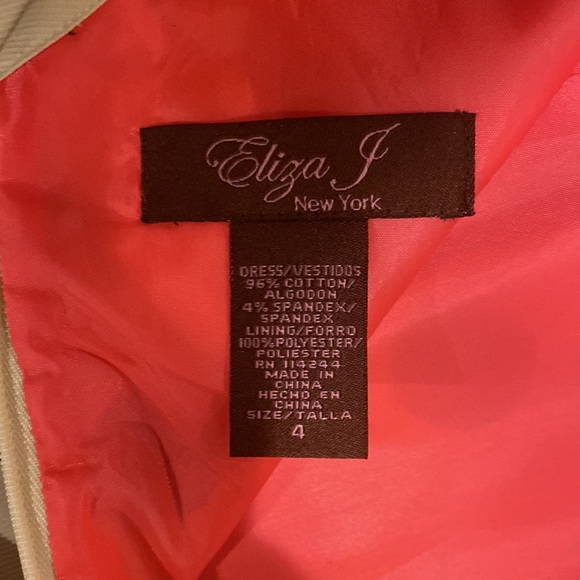 Eliza J
New York
DRESS/VESTIDOS
96% COTTON/
ALGODON
4% SPANDEX/
SPANDEX
LINING/FORRO
100%POLYESTER/
POLIESTER
RN 114244
MADE IN
CHINA
HECHO EN
CHINA
SIZE/TALLA
4